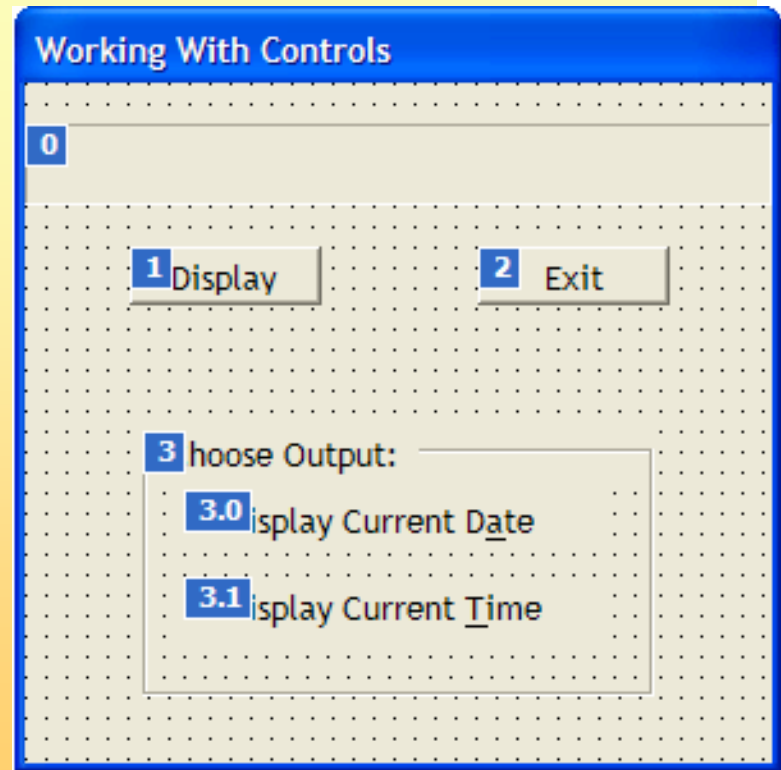 Working With Controls
0
1 Display
2 Exit
3 hoose Output:
3.0 isplay Current Date
3.1 isplay Current Time